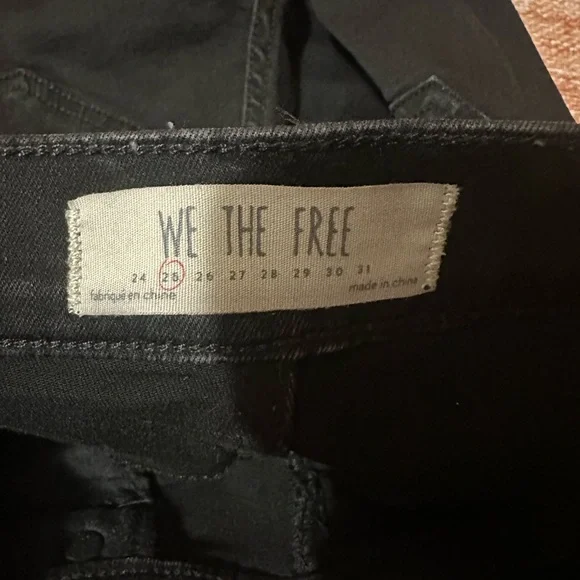 WE THE FREE
24 25 26 27 28 29 30 31
fabriqué en chine made in china